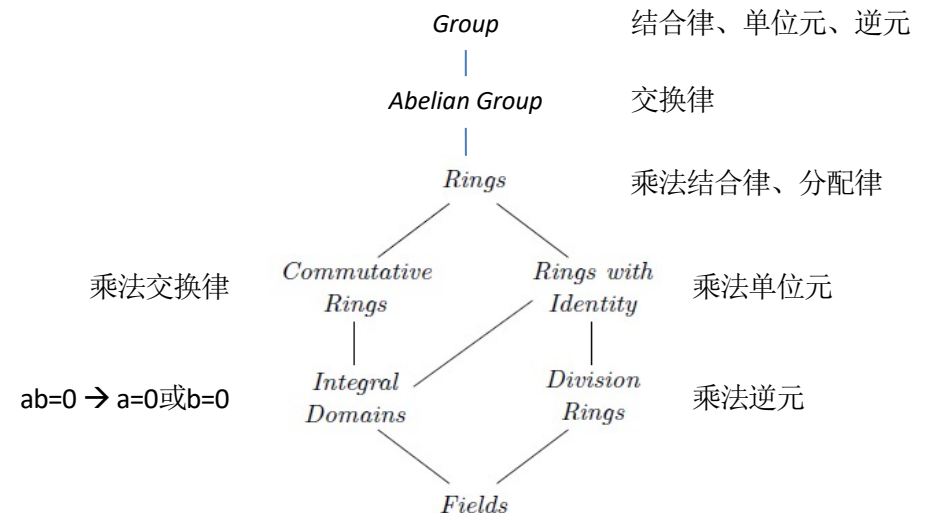 Group 结合律、单位元、逆元
Abelian Group 交换律
Rings 乘法结合律、分配律
乘法交换律 Commutative Rings Rings with Identity 乘法单位元
ab=0 → a=0或b=0 Integral Domains Division Rings 乘法逆元
Fields